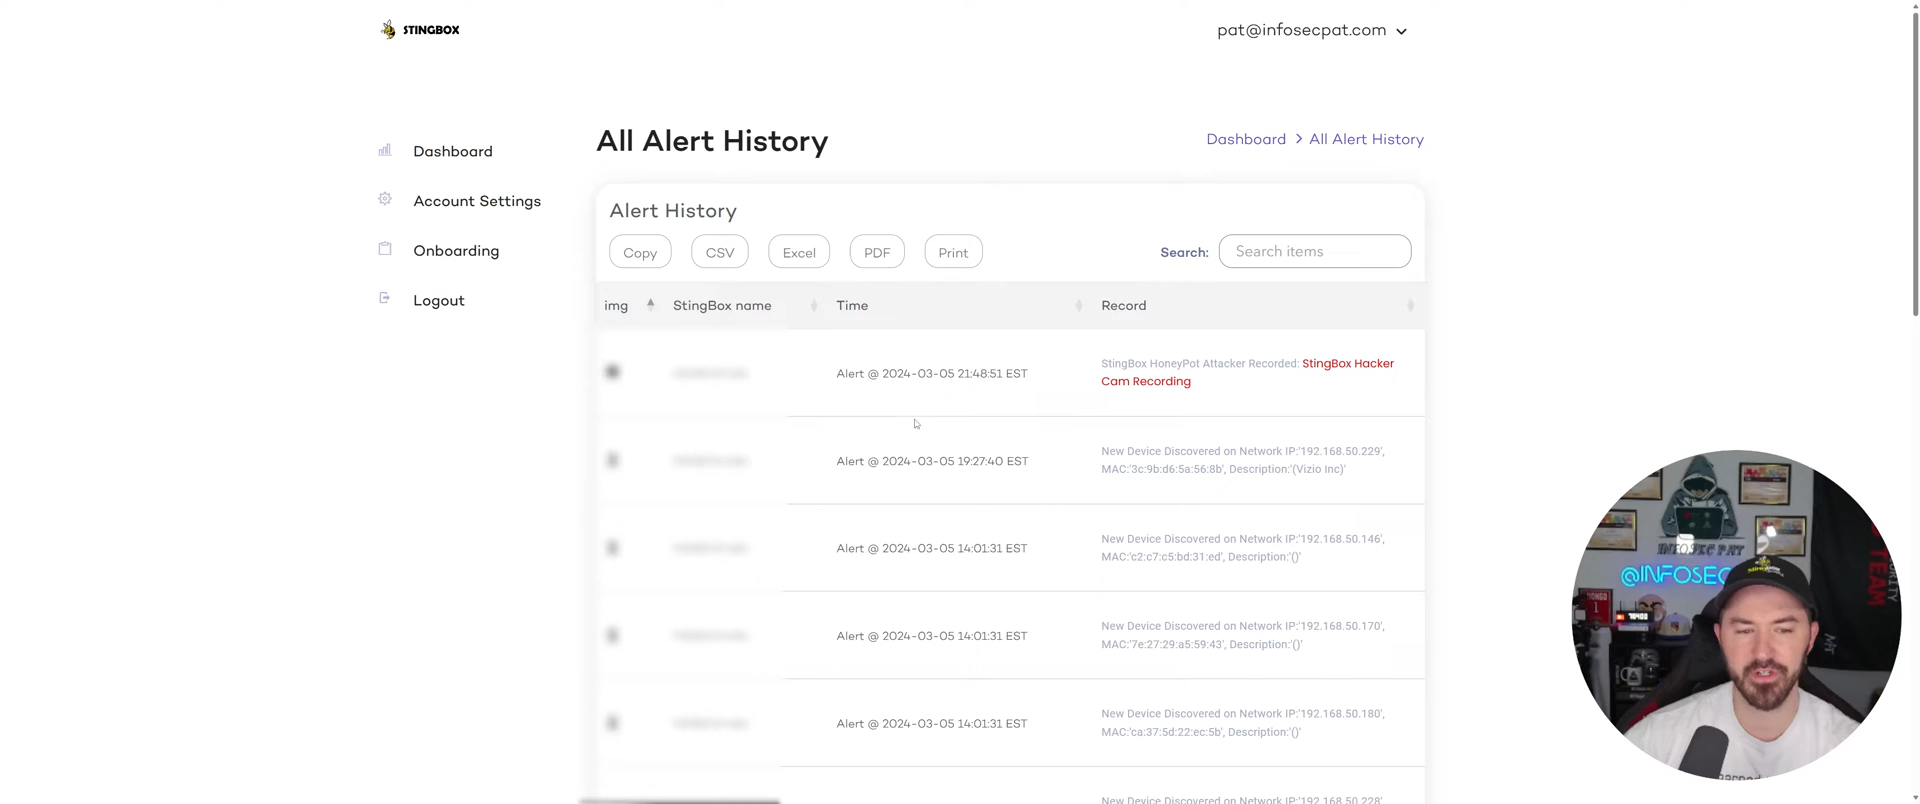 STINGBOX
pat@infosecpat.com
Dashboard
Account Settings
Onboarding
Logout
All Alert History
Dashboard > All Alert History
Alert History
Copy CSV Excel PDF Print Search: Search items
img StingBox name Time Record
Alert @ 2024-03-05 21:48:51 EST
StingBox HoneyPot Attacker Recorded: StingBox Hacker
Cam Recording
Alert @ 2024-03-05 19:27:40 EST
New Device Discovered on Network IP:'192.168.50.229',
MAC:'3c:9b:d6:5a:56:8b', Description:'(Vizio Inc)'
Alert @ 2024-03-05 14:01:31 EST
New Device Discovered on Network IP:'192.168.50.146',
MAC:'c2:c7:c5:bd:31:ed', Description:'()'
Alert @ 2024-03-05 14:01:31 EST
New Device Discovered on Network IP:'192.168.50.170',
MAC:'7e:27:29:a5:59:43', Description:'()'
Alert @ 2024-03-05 14:01:31 EST
New Device Discovered on Network IP:'192.168.50.180',
MAC:'ca:37:5d:22:ec:5b', Description:'()'
New Device Discovered on Network IP:'192.168.50.228',
INFOSEC PAT
@INFOSEC
TEAM